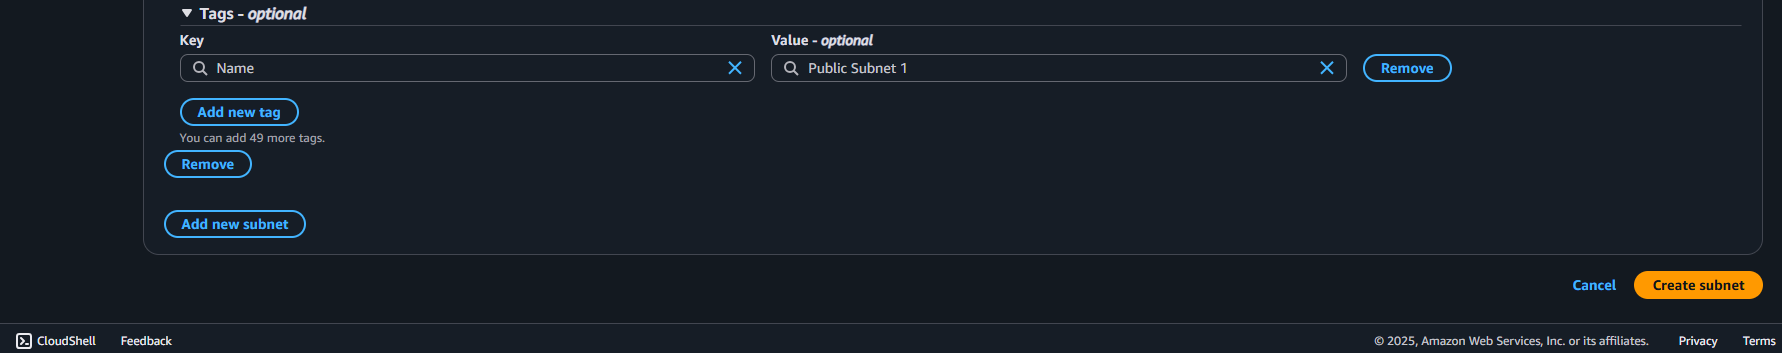 Tags - optional
Key Value - optional
Name Public Subnet 1 Remove
Add new tag
You can add 49 more tags.
Remove
Add new subnet
Cancel Create subnet
CloudShell Feedback © 2025, Amazon Web Services, Inc. or its affiliates. Privacy Terms